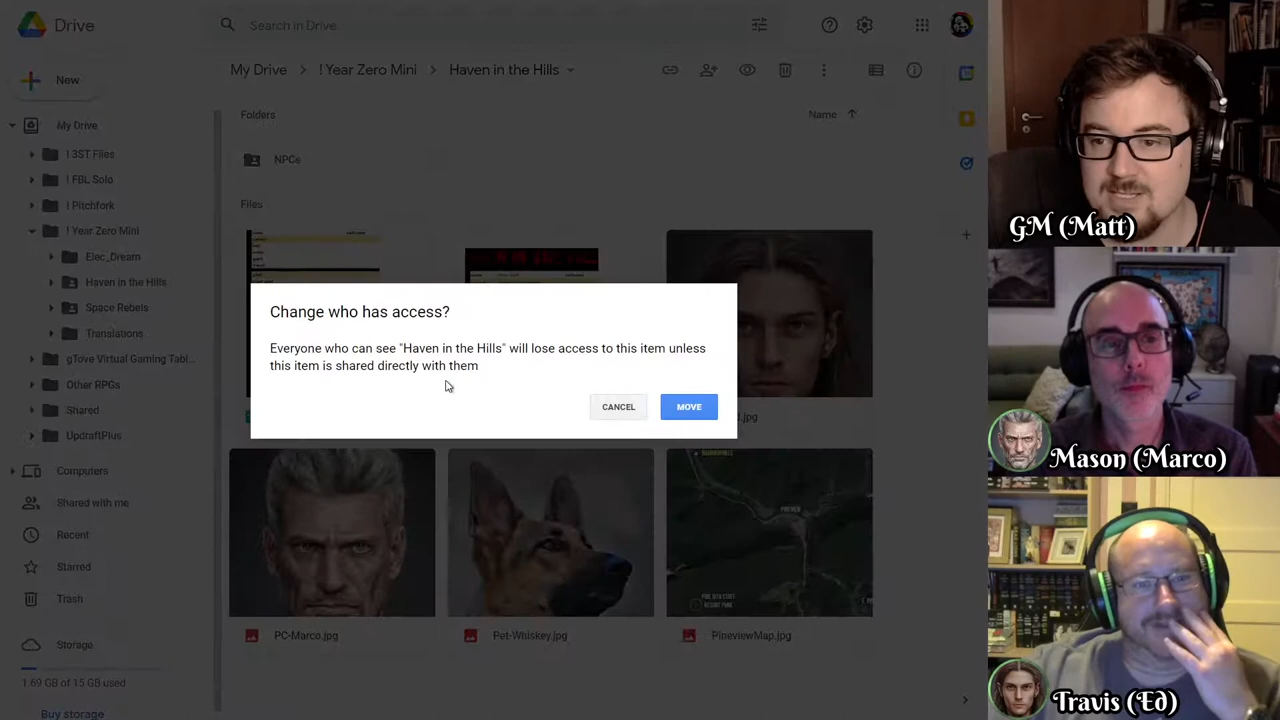 Drive
Search in Drive
New
My Drive
! Year Zero Mini
Haven in the Hills
My Drive
! 3ST Files
! FBL Solo
! Pitchfork
! Year Zero Mini
Elec_Dream
Haven in the Hills
Space Rebels
Translations
gTove Virtual Gaming Tabl...
Other RPGs
Shared
UpdraftPlus
Computers
Shared with me
Recent
Starred
Trash
Storage
1.69 GB of 15 GB used
Buy storage
Folders
Name
NPCs
Files
Change who has access?
Everyone who can see "Haven in the Hills" will lose access to this item unless
this item is shared directly with them
CANCEL
MOVE
.jpg
PC-Marco.jpg
Pet-Whiskey.jpg
PineviewMap.jpg
GM (Matt)
Mason (Marco)
Travis (Ed)